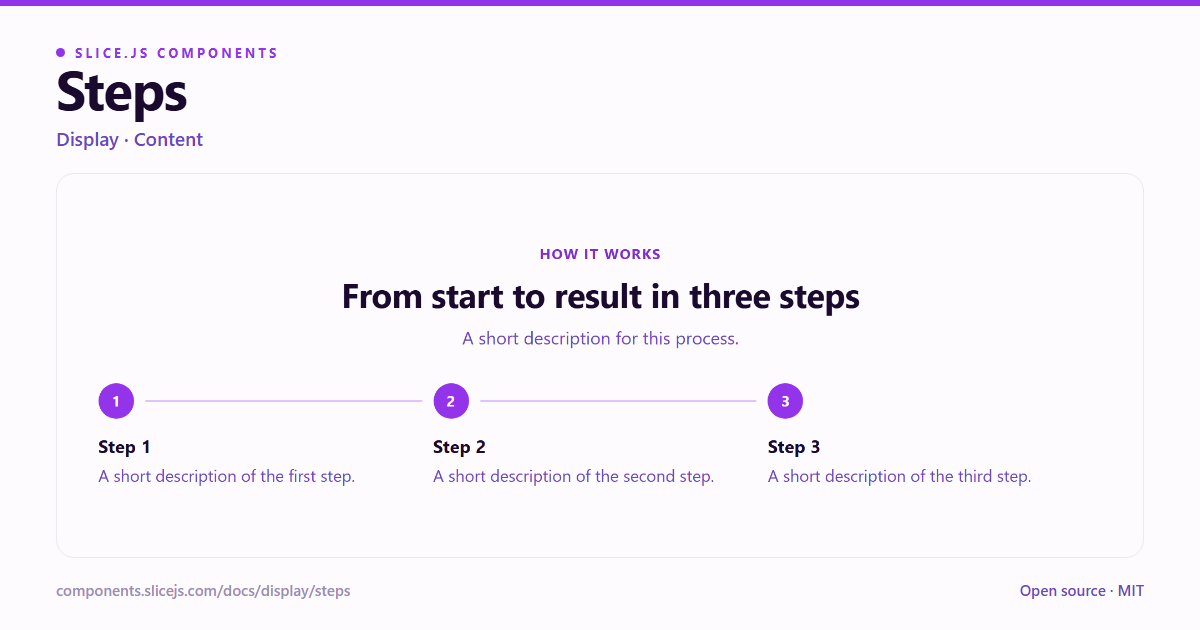 SLICE.JS COMPONENTS
Steps
Display · Content
HOW IT WORKS
From start to result in three steps
A short description for this process.
1
2
3
Step 1
Step 2
Step 3
A short description of the first step.
A short description of the second step.
A short description of the third step.
components.slicejs.com/docs/display/steps
Open source · MIT